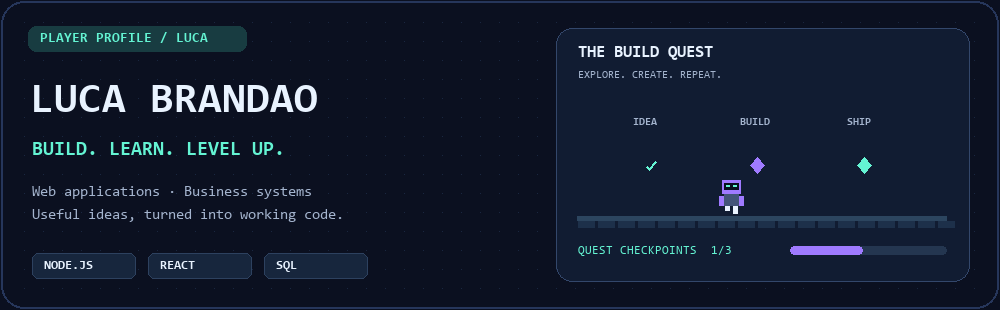 PLAYER PROFILE / LUCA
LUCA BRANDAO
BUILD. LEARN. LEVEL UP.
Web applications · Business systems
Useful ideas, turned into working code.
NODE.JS REACT SQL
THE BUILD QUEST
EXPLORE. CREATE. REPEAT.
IDEA BUILD SHIP
QUEST CHECKPOINTS 1/3